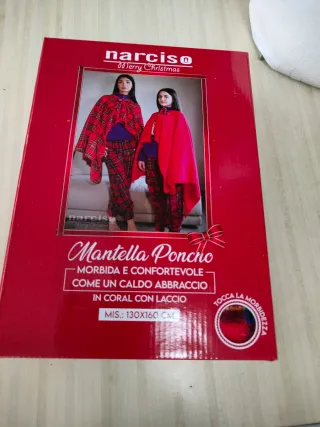 narciso
Merry Christmas
narciso
Mantella Poncho
MORBIDA E CONFORTEVOLE
COME UN CALDO ABBRACCIO
IN CORAL CON LACCIO
MIS.: 130X160 CM.
TOCCA LA MORBIDEZZA